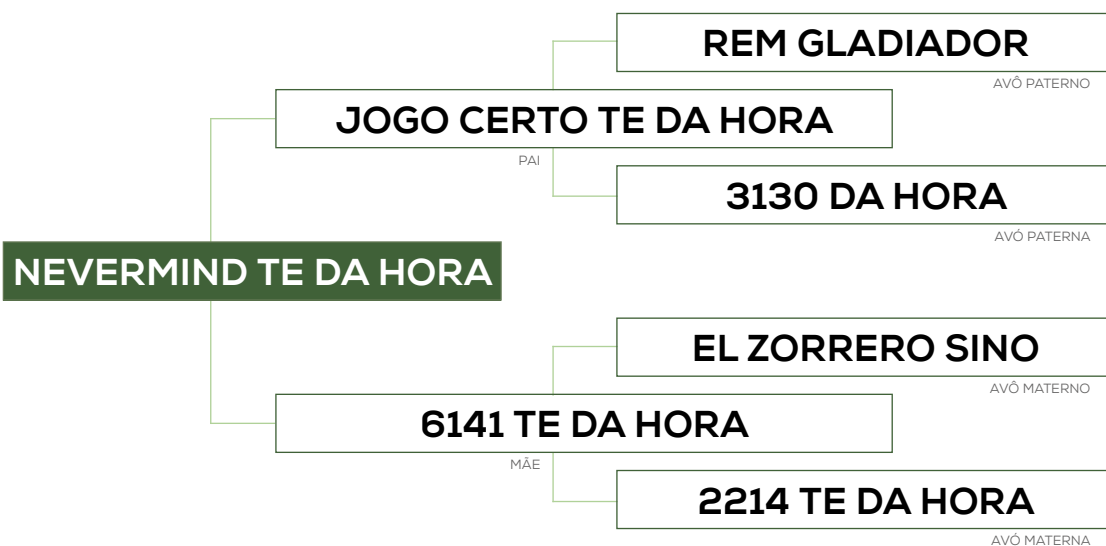 REM GLADIADOR
AVÔ PATERNO
JOGO CERTO TE DA HORA
PAI
3130 DA HORA
AVÓ PATERNA
NEVERMIND TE DA HORA
EL ZORRERO SINO
AVÔ MATERNO
6141 TE DA HORA
MÃE
2214 TE DA HORA
AVÓ MATERNA